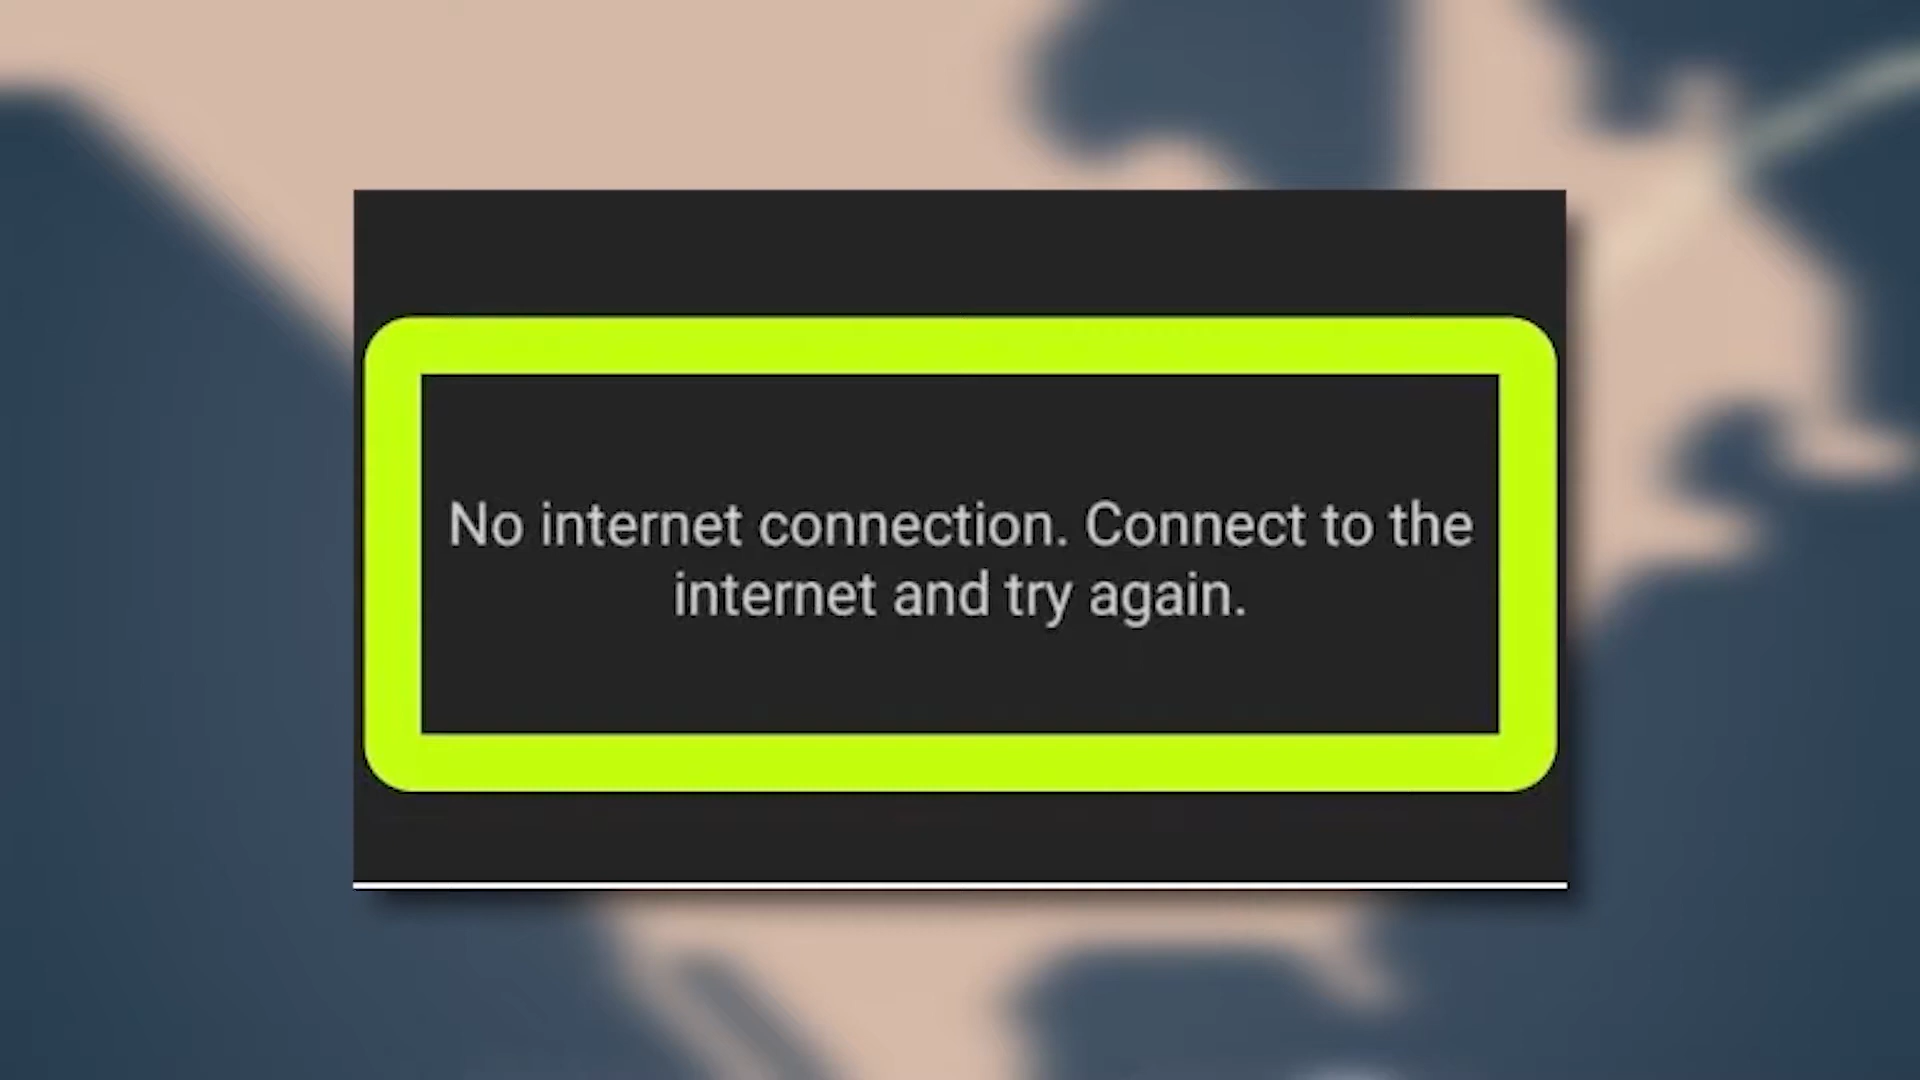 No internet connection. Connect to the
internet and try again.